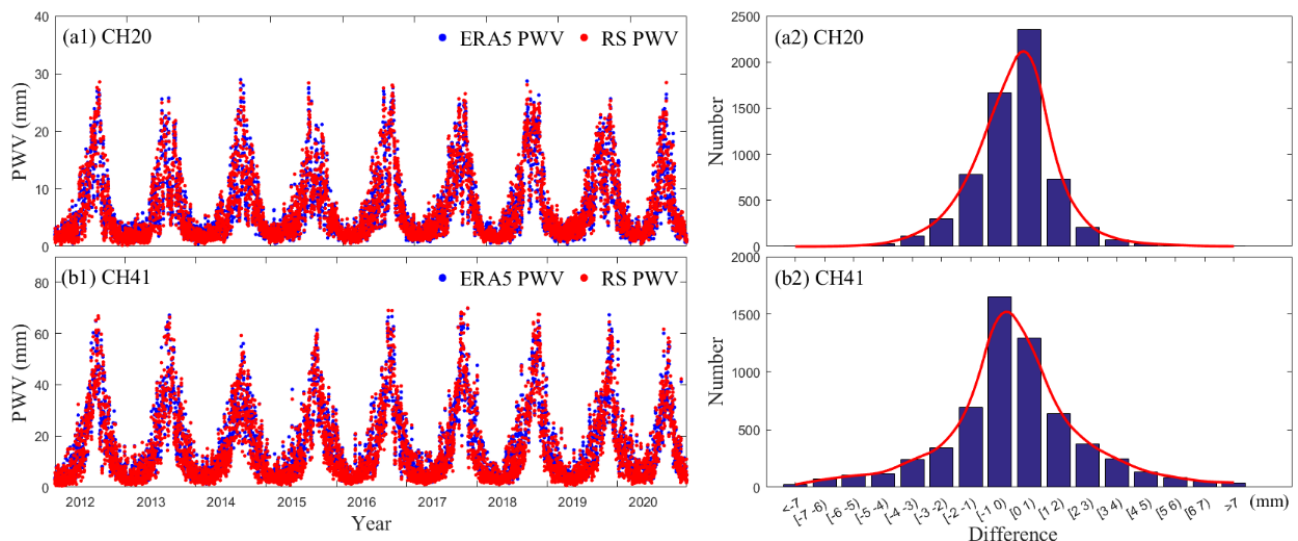 (a1) CH20
ERA5 PWV
RS PWV
PWV (mm)
40
30
20
10
0
(a2) CH20
Number
2500
2000
1500
1000
500
0
(b1) CH41
ERA5 PWV
RS PWV
PWV (mm)
80
60
40
20
0
2012 2013 2014 2015 2016 2017 2018 2019 2020
Year
(b2) CH41
Number
2000
1500
1000
500
0
<-7 [-7 -6) [-6 -5) [-5 -4) [-4 -3) [-3 -2) [-2 -1) [-1 0) [0 1) [1 2) [2 3) [3 4) [4 5) [5 6) [6 7) >7 (mm)
Difference